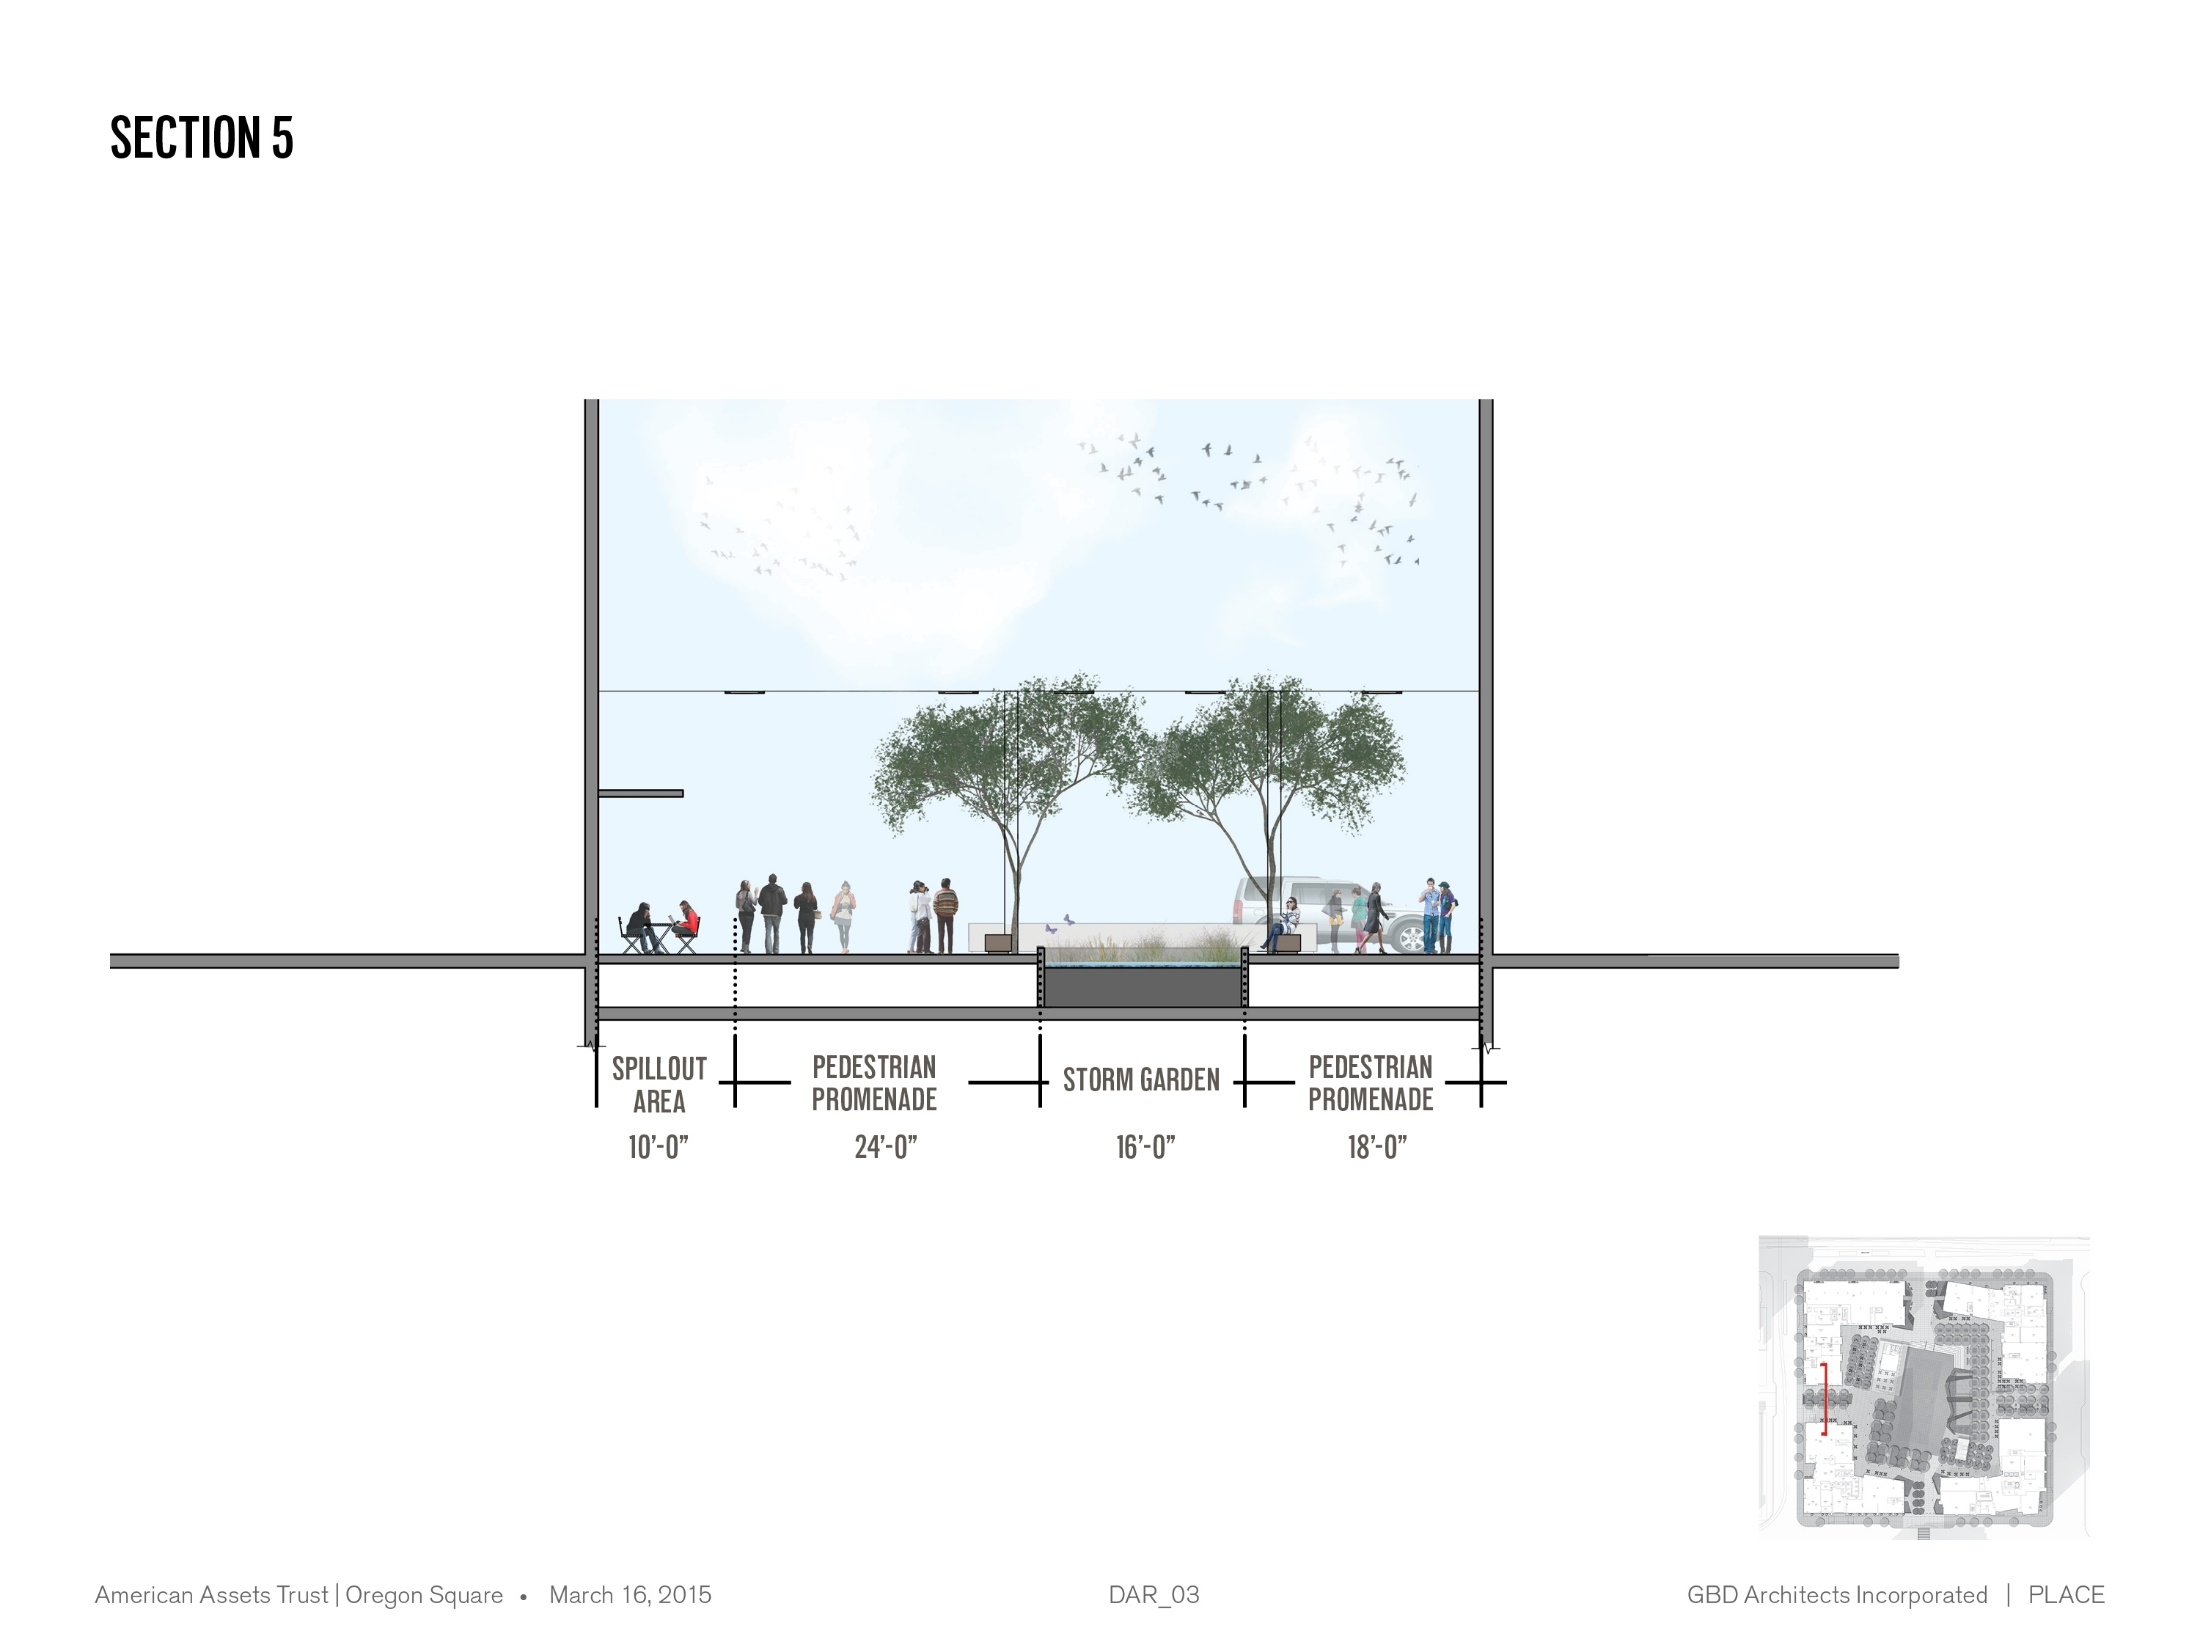 SECTION 5
SPILLOUT
AREA
10’-0”
PEDESTRIAN
PROMENADE
24’-0”
STORM GARDEN
16’-0”
PEDESTRIAN
PROMENADE
18’-0”
American Assets Trust | Oregon Square • March 16, 2015
DAR_03
GBD Architects Incorporated | PLACE